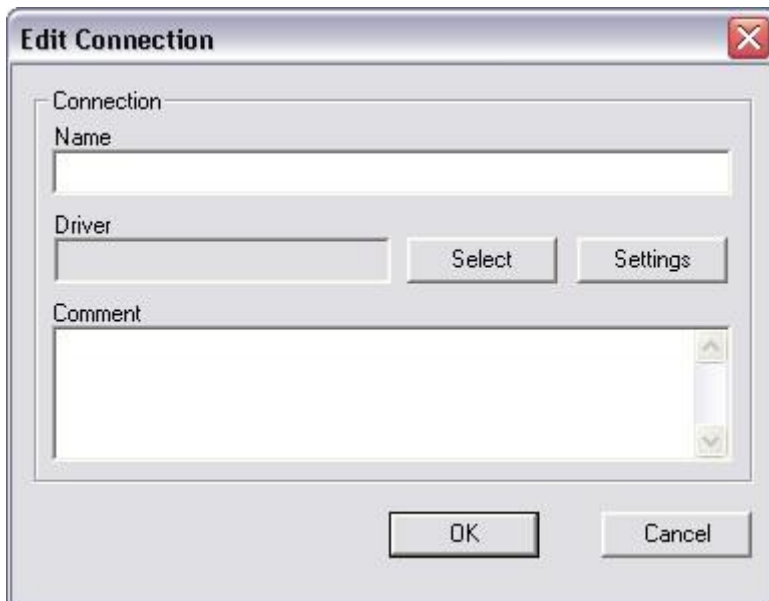 Edit Connection
Connection
Name
Driver
Select
Settings
Comment
OK
Cancel